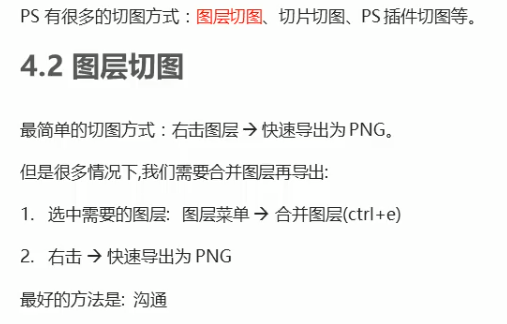 PS 有很多的切图方式：图层切图、切片切图、PS 插件切图等。
4.2 图层切图
最简单的切图方式：右击图层 → 快速导出为 PNG。
但是很多情况下,我们需要合并图层再导出:
1. 选中需要的图层: 图层菜单 → 合并图层(ctrl+e)
2. 右击 → 快速导出为 PNG
最好的方法是: 沟通